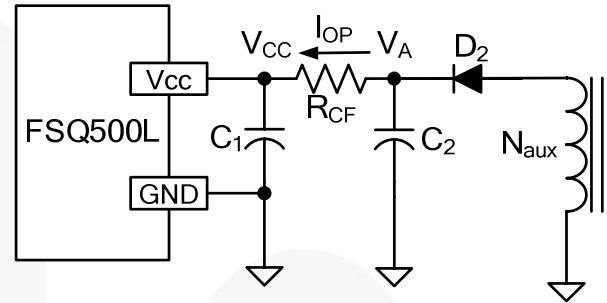 I_OP
V_CC
V_A
D_2
Vcc
R_CF
FSQ500L
C_1
C_2
N_aux
GND